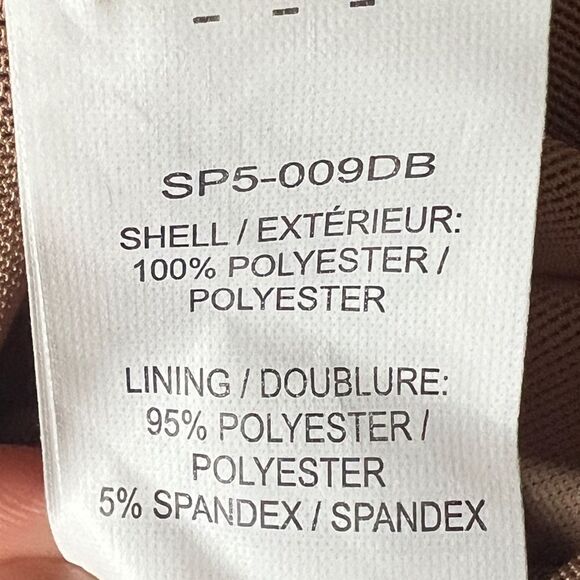 SP5-009DB
SHELL / EXTÉRIEUR:
100% POLYESTER /
POLYESTER
LINING / DOUBLURE:
95% POLYESTER /
POLYESTER
5% SPANDEX / SPANDEX